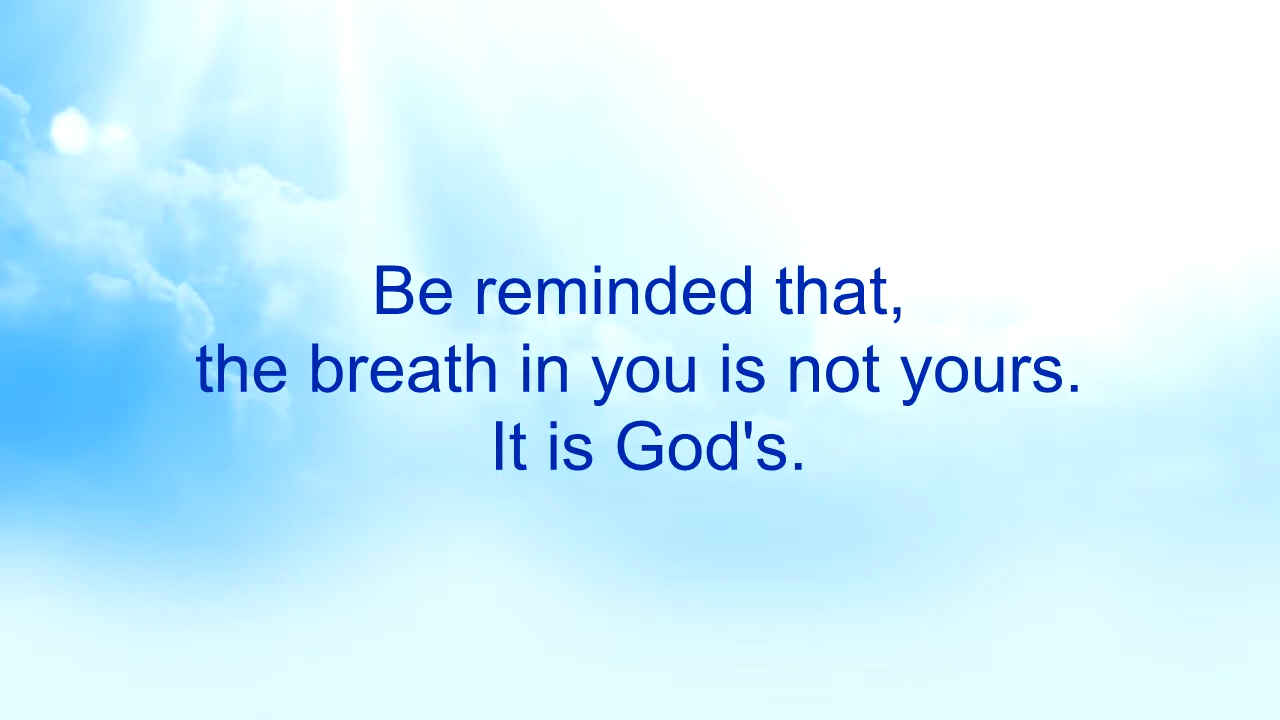 Be reminded that,
the breath in you is not yours.
It is God's.